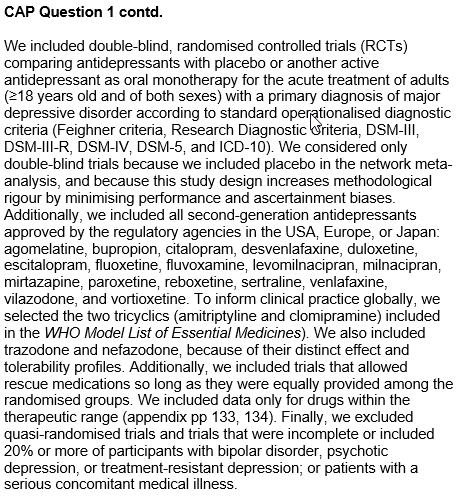 CAP Question 1 contd.
We included double-blind, randomised controlled trials (RCTs)
comparing antidepressants with placebo or another active
antidepressant as oral monotherapy for the acute treatment of adults
(≥18 years old and of both sexes) with a primary diagnosis of major
depressive disorder according to standard operationalised diagnostic
criteria (Feighner criteria, Research Diagnostic Criteria, DSM-III,
DSM-III-R, DSM-IV, DSM-5, and ICD-10). We considered only
double-blind trials because we included placebo in the network meta-
analysis, and because this study design increases methodological
rigour by minimising performance and ascertainment biases.
Additionally, we included all second-generation antidepressants
approved by the regulatory agencies in the USA, Europe, or Japan:
agomelatine, bupropion, citalopram, desvenlafaxine, duloxetine,
escitalopram, fluoxetine, fluvoxamine, levomilnacipran, milnacipran,
mirtazapine, paroxetine, reboxetine, sertraline, venlafaxine,
vilazodone, and vortioxetine. To inform clinical practice globally, we
selected the two tricyclics (amitriptyline and clomipramine) included
in the WHO Model List of Essential Medicines). We also included
trazodone and nefazodone, because of their distinct effect and
tolerability profiles. Additionally, we included trials that allowed
rescue medications so long as they were equally provided among the
randomised groups. We included data only for drugs within the
therapeutic range (appendix pp 133, 134). Finally, we excluded
quasi-randomised trials and trials that were incomplete or included
20% or more of participants with bipolar disorder, psychotic
depression, or treatment-resistant depression; or patients with a
serious concomitant medical illness.